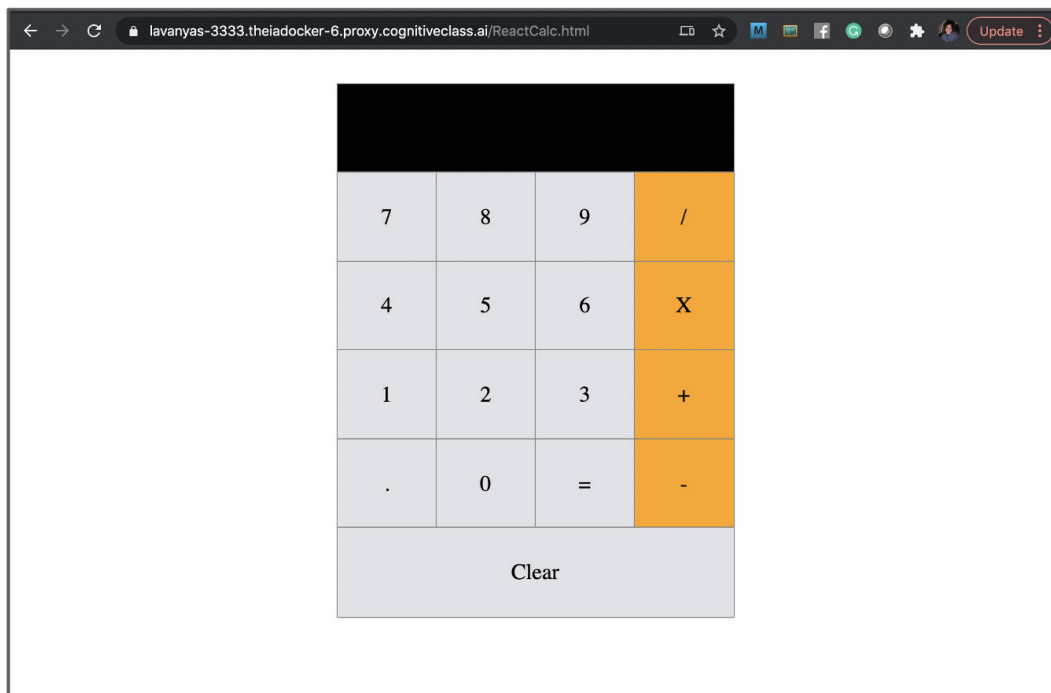 lavanyas-3333.theiadocker-6.proxy.cognitiveclass.ai/ReactCalc.html M f G Update
7 8 9 /
4 5 6 X
1 2 3 +
. 0 = -
Clear